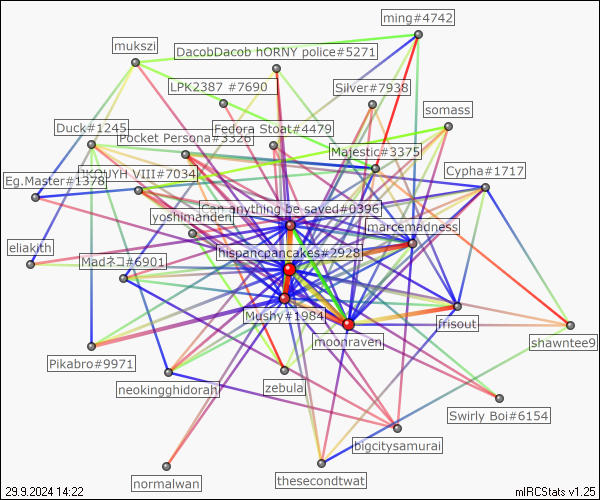 ming#4742
mukszi
DacobDacob hORNY police#5271
LPK2387 #7690
Silver#7938
somass
Duck#1245
Fedora Stoat#4479
Pocket Persona#3326
Majestic#3375
Cypha#1717
VIII#7034
Eg.Master#1378
Can anything be saved#0396
yoshimanden
marcemadness
eliakith
hispancpancakes#2928
Madネコ#6901
Mushy#1984
frisout
moonraven
shawntee9
Pikabro#9971
neokingghidorah
zebula
Swirly Boi#6154
bigcitysamurai
normalwan
thesecondtwat
29.9.2024 14:22
mIRCStats v1.25